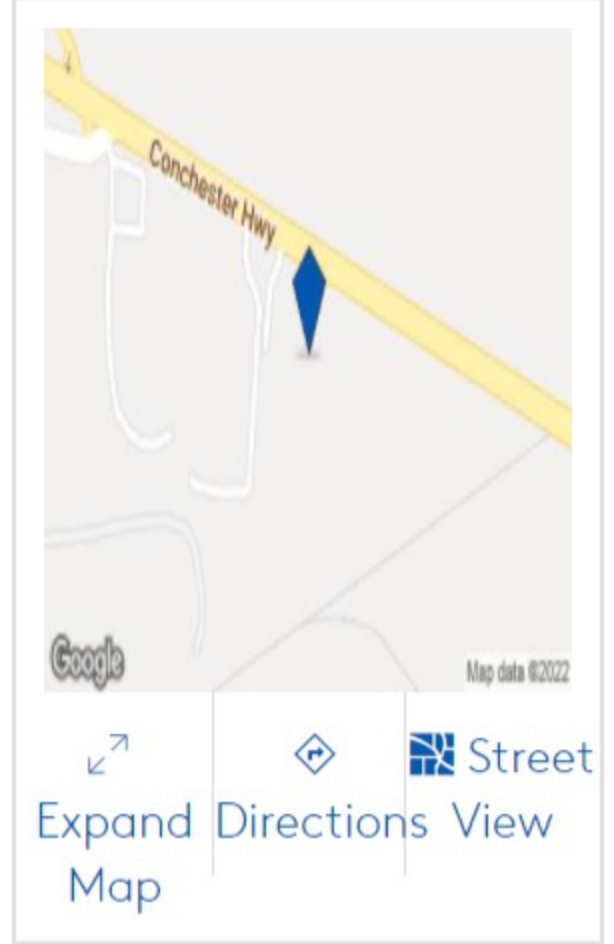 Conchester Hwy
Google
Map data ©2022
Expand
Map
Directions
Street
View